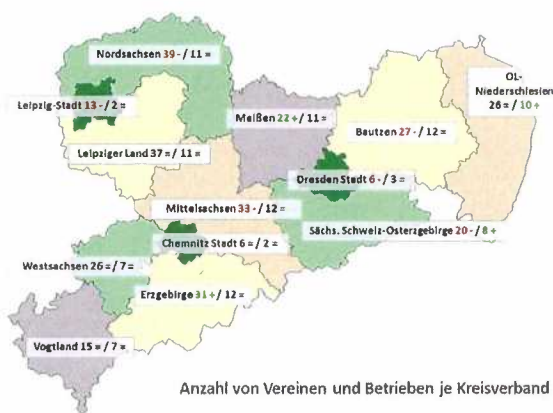 Nordsachsen 39 - / 11 =
OL-
Niederschlesien
26 = / 10 +
Leipzig-Stadt 13 - / 2 =
Meißen 22 + / 11 =
Bautzen 27 - / 12 =
Leipziger Land 37 = / 11 =
Dresden Stadt 6 - / 3 =
Mittelsachsen 33 - / 12 =
Sächs. Schweiz-Osterzgebirge 20 - / 8 +
Chemnitz Stadt 6 = / 2 =
Westsachsen 26 = / 7 =
Erzgebirge 31 + / 12 =
Vogtland 15 = / 7 =
Anzahl von Vereinen und Betrieben je Kreisverband